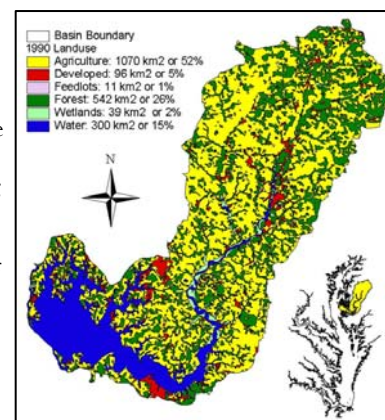 Basin Boundary
1990 Landuse
Agriculture: 1070 km2 or 52%
Developed: 96 km2 or 5%
Feedlots: 11 km2 or 1%
Forest: 542 km2 or 26%
Wetlands: 39 km2 or 2%
Water: 300 km2 or 15%
N